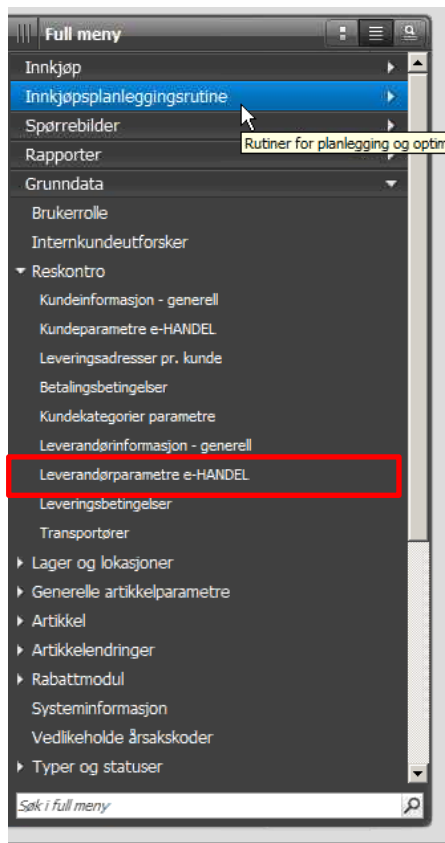 Full meny
Innkjøp
Innkjøpsplanleggingsrutine
Spørrebilder
Rutiner for planlegging og optim
Rapporter
Grunndata
Brukerrolle
Internkundeutforsker
Reskontro
Kundeinformasjon - generell
Kundeparametre e-HANDEL
Leveringsadresser pr. kunde
Betalingsbetingelser
Kundekategorier parametre
Leverandørinformasjon - generell
Leverandørparametre e-HANDEL
Leveringsbetingelser
Transportører
Lager og lokasjoner
Generelle artikkelparametre
Artikkel
Artikkelendringer
Rabattmodul
Systeminformasjon
Vedlikeholde årsakskoder
Typer og statuser
Søk i full meny